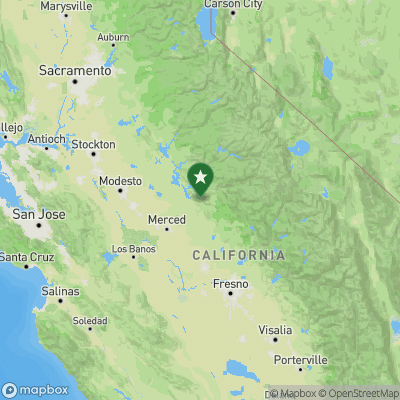 Marysville
Carson City
Auburn
Sacramento
llejo
Antioch
Stockton
Modesto
San Jose
Merced
Santa Cruz
Los Banos
CALIFORNIA
Salinas
Fresno
Soledad
Visalia
Porterville
mapbox
© Mapbox © OpenStreetMap